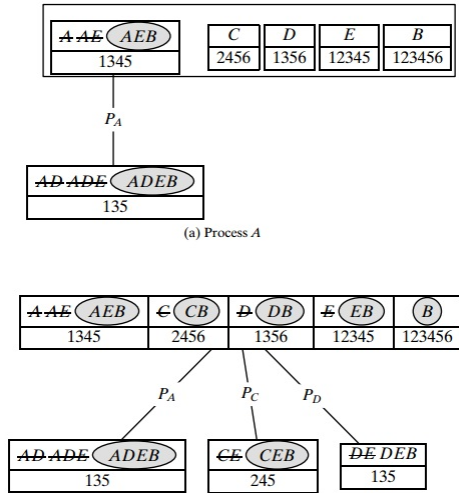 A AE AEB C D E B
1345 2456 1356 12345 123456
P_A
AD ADE ADEB
135
(a) Process A
A AE AEB C CB D DB E EB B
1345 2456 1356 12345 123456
P_A P_C P_D
AD ADE ADEB CE CEB DE DEB
135 245 135